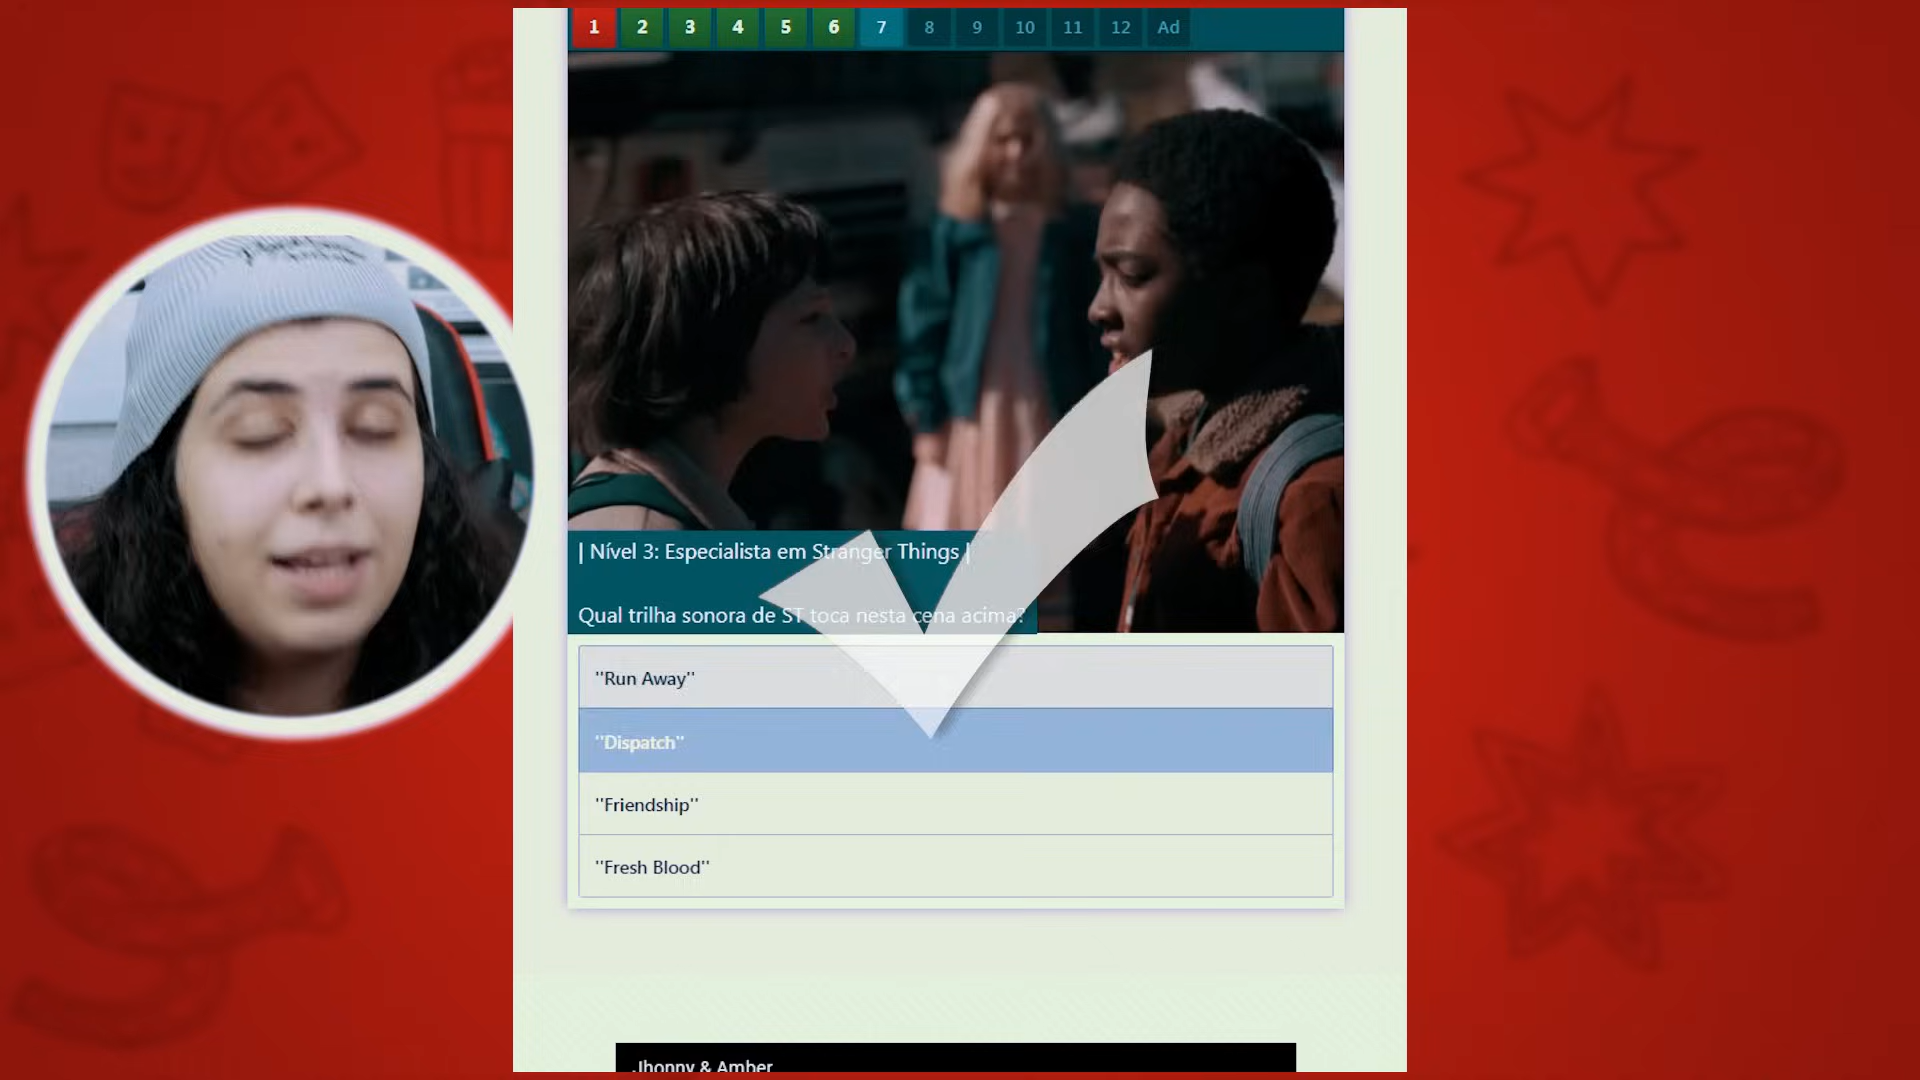 1 2 3 4 5 6 7 8 9 10 11 12 Ad
| Nível 3: Especialista em Stranger Things |
Qual trilha sonora de ST toca nesta cena acima?
"Run Away"
"Dispatch"
"Friendship"
"Fresh Blood"
Jhonny & Amber